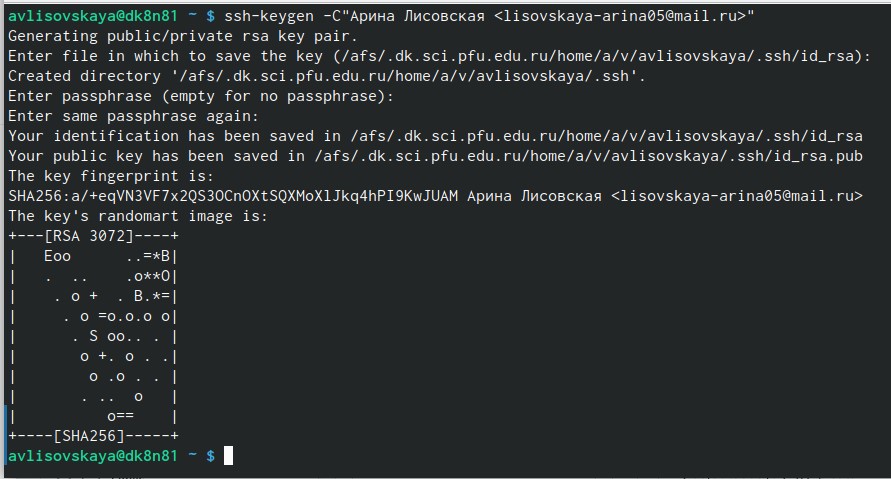 avlisovskaya@dk8n81 ~ $ ssh-keygen -C"Арина Лисовская <lisovskaya-arina05@mail.ru>"
Generating public/private rsa key pair.
Enter file in which to save the key (/afs/.dk.sci.pfu.edu.ru/home/a/v/avlisovskaya/.ssh/id_rsa):
Created directory '/afs/.dk.sci.pfu.edu.ru/home/a/v/avlisovskaya/.ssh'.
Enter passphrase (empty for no passphrase):
Enter same passphrase again:
Your identification has been saved in /afs/.dk.sci.pfu.edu.ru/home/a/v/avlisovskaya/.ssh/id_rsa
Your public key has been saved in /afs/.dk.sci.pfu.edu.ru/home/a/v/avlisovskaya/.ssh/id_rsa.pub
The key fingerprint is:
SHA256:a/+eqVN3VF7x2QS3OCnOXtSQXMoXlJkq4hPI9KwJUAM Арина Лисовская <lisovskaya-arina05@mail.ru>
The key's randomart image is:
+---[RSA 3072]----+
|   Eoo      ..=*B|
|   .  ..    .o**O|
|    . o +  . B.*=|
|     . o =o.o.o o|
|      . S oo.. . |
|       o +. o . .|
|        o .o . . |
|       . ..  o   |
|          o==    |
+----[SHA256]-----+
avlisovskaya@dk8n81 ~ $